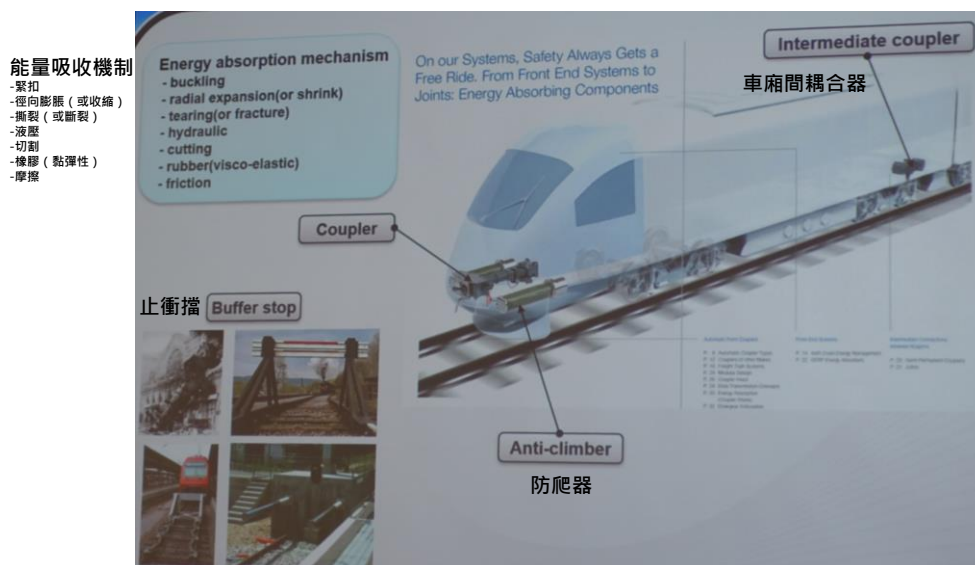 能量吸收機制
-緊扣
-徑向膨脹（或收縮）
-撕裂（或斷裂）
-液壓
-切割
-橡膠（黏彈性）
-摩擦
Energy absorption mechanism
- buckling
- radial expansion(or shrink)
- tearing(or fracture)
- hydraulic
- cutting
- rubber(visco-elastic)
- friction
On our Systems, Safety Always Gets a
Free Ride. From Front End Systems to
Joints: Energy Absorbing Components
Intermediate coupler
車廂間耦合器
Coupler
止衝擋 Buffer stop
Anti-climber
防爬器